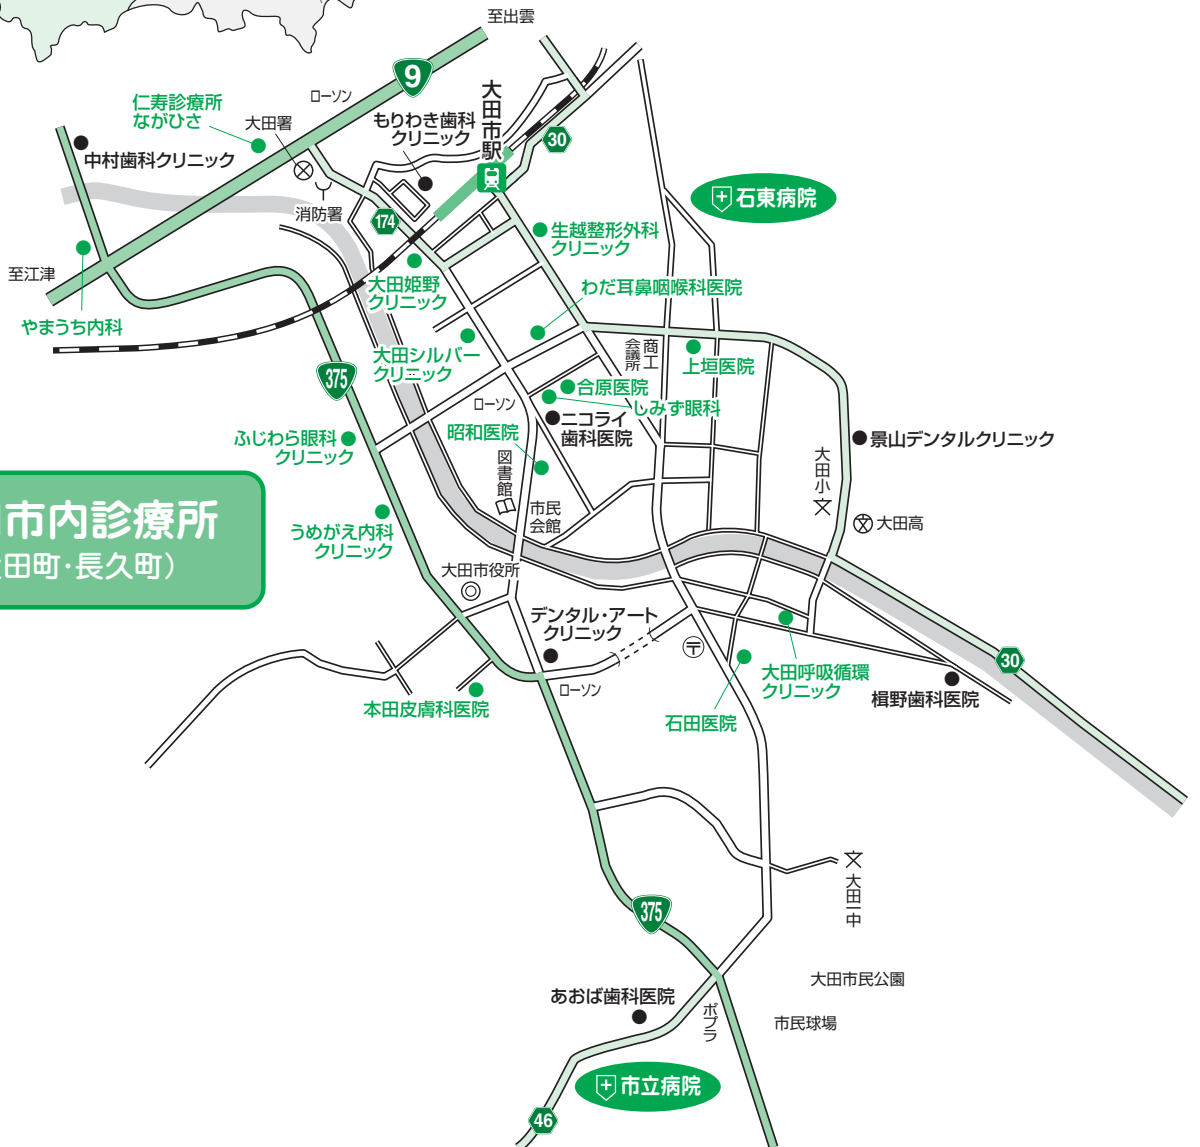 至出雲
9
ローソン
仁寿診療所
ながひさ
大田署
もりわき歯科
クリニック
大田市駅
30
中村歯科クリニック
石東病院
消防署
174
生越整形外科
クリニック
至江津
大田姫野
クリニック
わだ耳鼻咽喉科医院
やまうち内科
大田シルバー
クリニック
商工
会議所
上垣医院
375
合原医院
しみず眼科
ローソン
ニコライ
歯科医院
昭和医院
ふじわら眼科
クリニック
景山デンタルクリニック
図書館
大田小
文
市内診療所
田町・長久町）
市民
会館
大田高
うめがえ内科
クリニック
大田市役所
デンタル・アート
クリニック
大田呼吸循環
クリニック
30
本田皮膚科医院
ローソン
石田医院
楫野歯科医院
文
大田一中
375
大田市民公園
あおば歯科医院
ポプラ
市民球場
市立病院
46